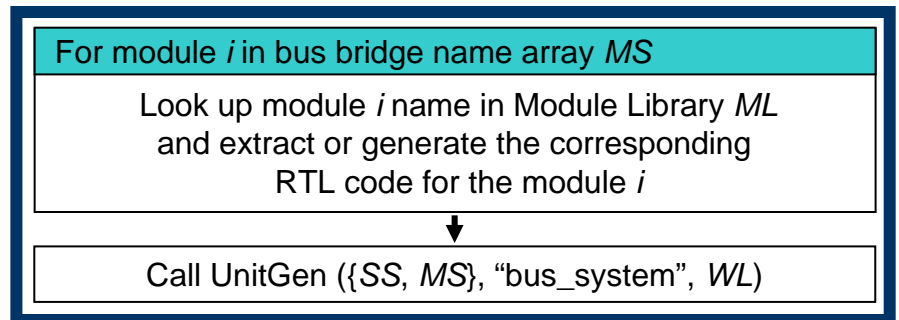 For module i in bus bridge name array MS
Look up module i name in Module Library ML
and extract or generate the corresponding
RTL code for the module i
Call UnitGen ({SS, MS}, “bus_system”, WL)